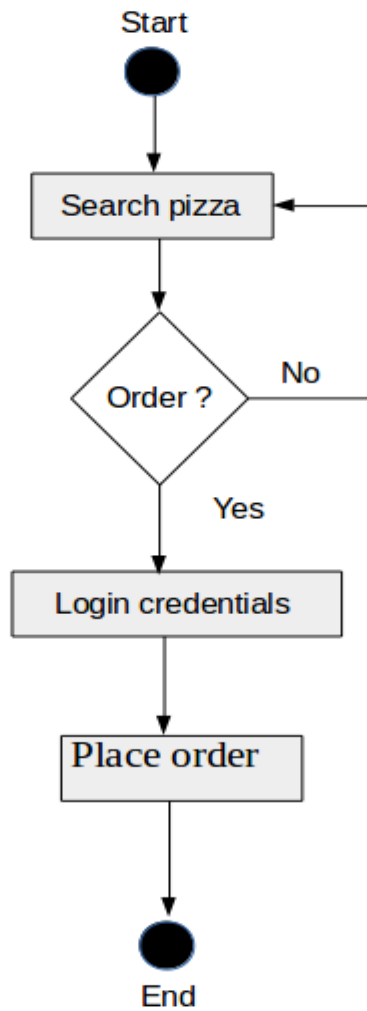 Start
Search pizza
Order ?
No
Yes
Login credentials
Place order
End